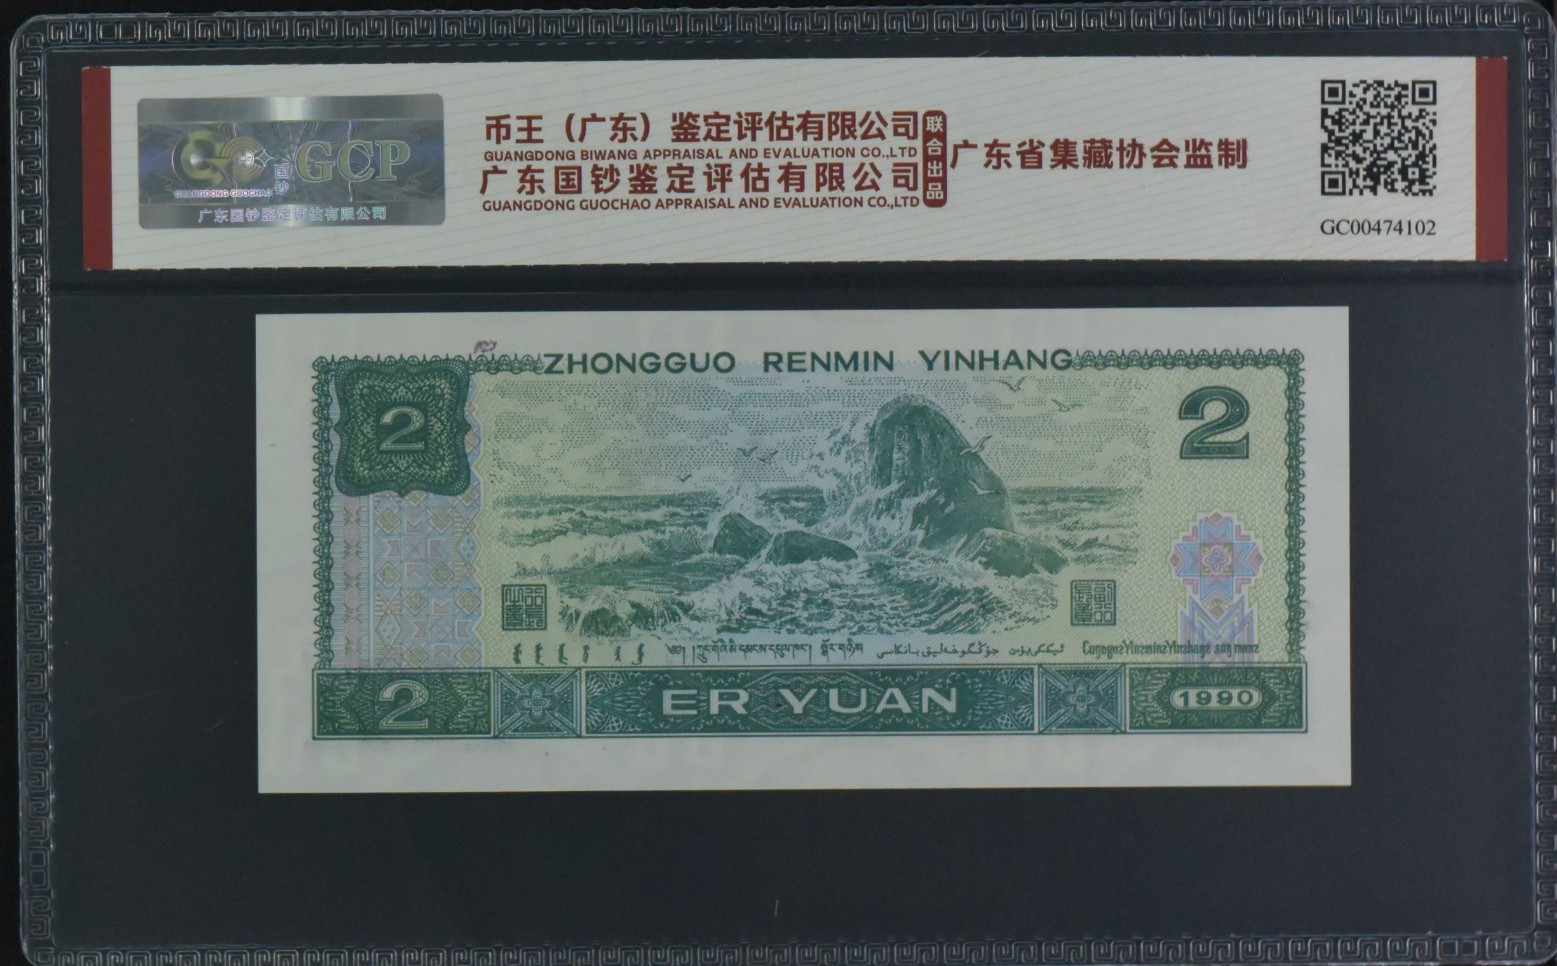 GCP
GUANGDONG GUOCHAO
国钞
广东国钞鉴定评估有限公司
币王（广东）鉴定评估有限公司
GUANGDONG BIWANG APPRAISAL AND EVALUATION CO.,LTD
广东国钞鉴定评估有限公司
GUANGDONG GUOCHAO APPRAISAL AND EVALUATION CO.,LTD
联合出品
广东省集藏协会监制
GC00474102
ZHONGGUO RENMIN YINHANG
2
2
2
ER YUAN
1990